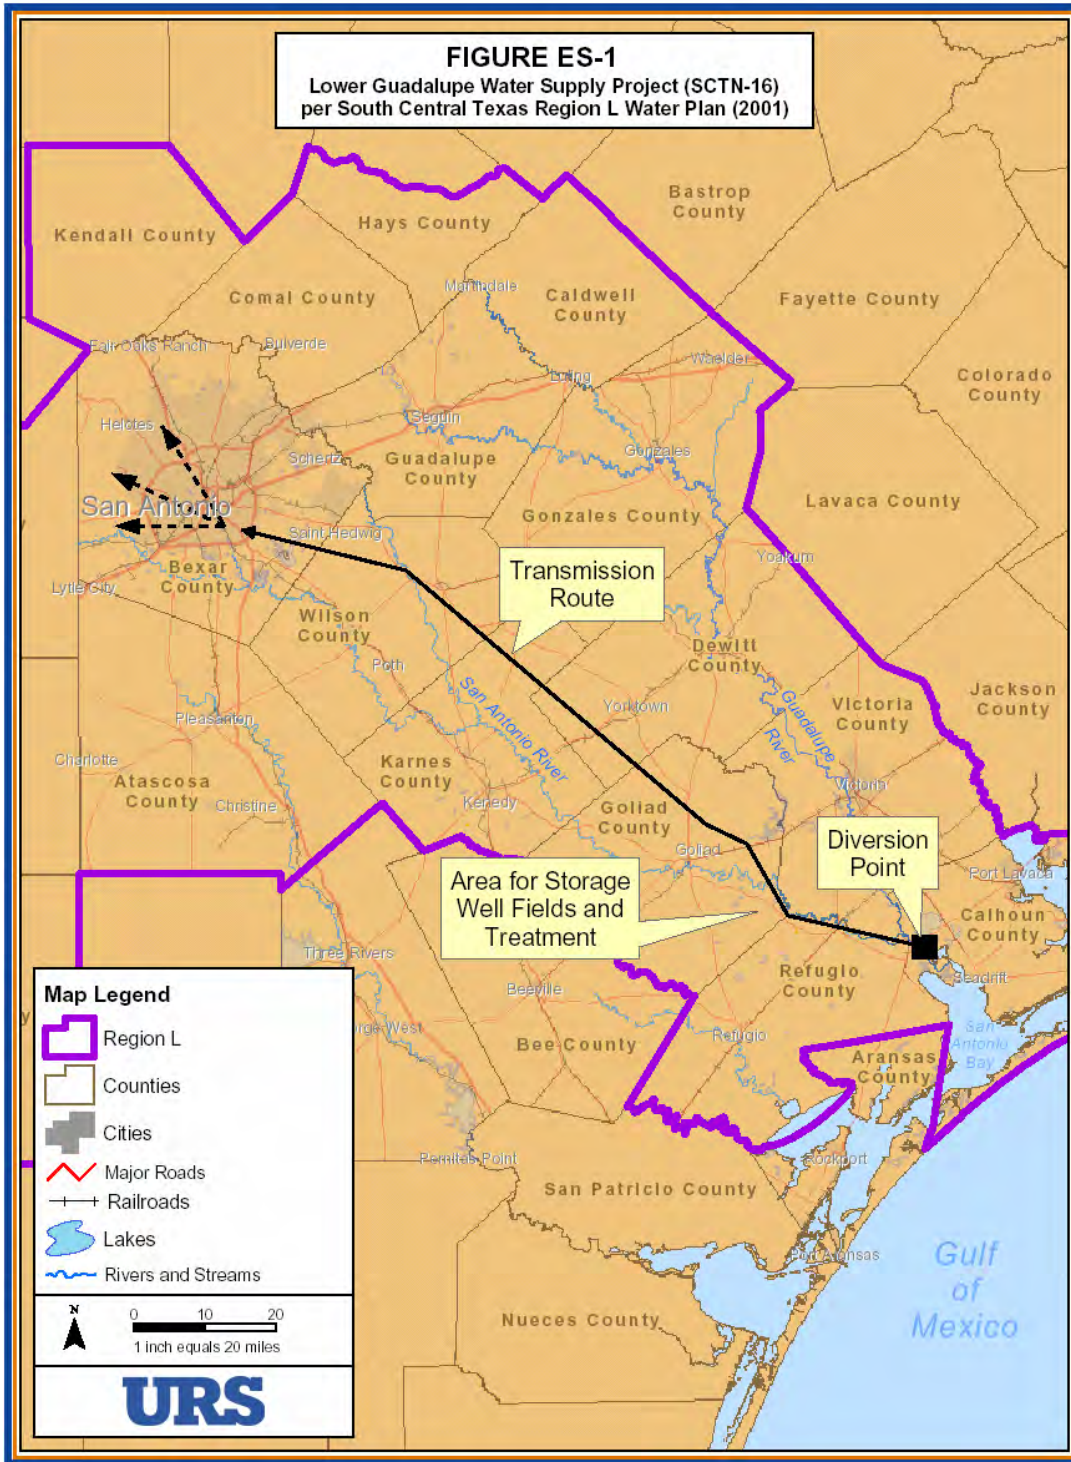 FIGURE ES-1
Lower Guadalupe Water Supply Project (SCTN-16)
per South Central Texas Region L Water Plan (2001)
Bastrop
County
Hays County
Kendall County
Martindale
Caldwell
County
Comal County
Fayette County
Fair Oaks Ranch
Bulverde
Waelder
Luling
Colorado
County
Helotes
Seguin
Schertz
Guadalupe
County
Gonzales
Lavaca County
San Antonio
Gonzales County
Saint Hedwig
Yoakum
Transmission
Route
Bexar
County
Lytle City
Wilson
County
Dewitt
County
Poth
San Antonio River
Guadalupe
River
Jackson
County
Victoria
County
Yorktown
Pleasanton
Charlotte
Karnes
County
Atascosa
County
Victoria
Christine
Kenedy
Goliad
County
Diversion
Point
Goliad
Port Lavaca
Area for Storage
Well Fields and
Treatment
Calhoun
County
Three Rivers
Refugio
County
Seadrift
Beeville
Map Legend
Region L
Counties
Cities
Major Roads
Railroads
Lakes
Rivers and Streams
N
0 10 20
1 inch equals 20 miles
URS
y
orge West
Bee County
Refugio
San
Antonio
Bay
Aransas
County
Pernitas Point
Rockport
San Patricio County
Port Aransas
Gulf
of
Mexico
Nueces County